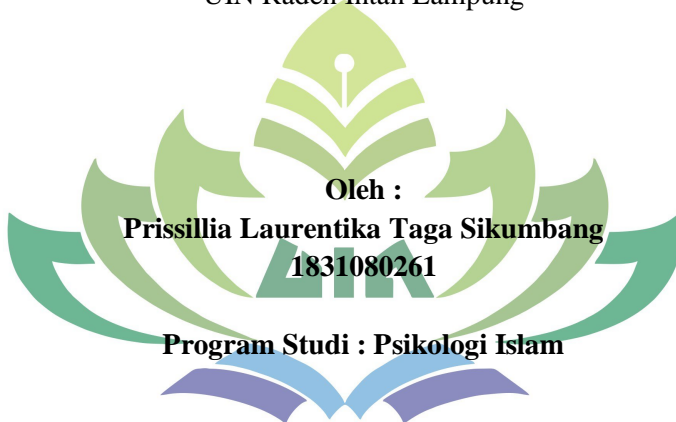 UIN Raden Intan Lampung
Oleh :
Prissillia Laurentika Taga Sikumbang
1831080261
Program Studi : Psikologi Islam